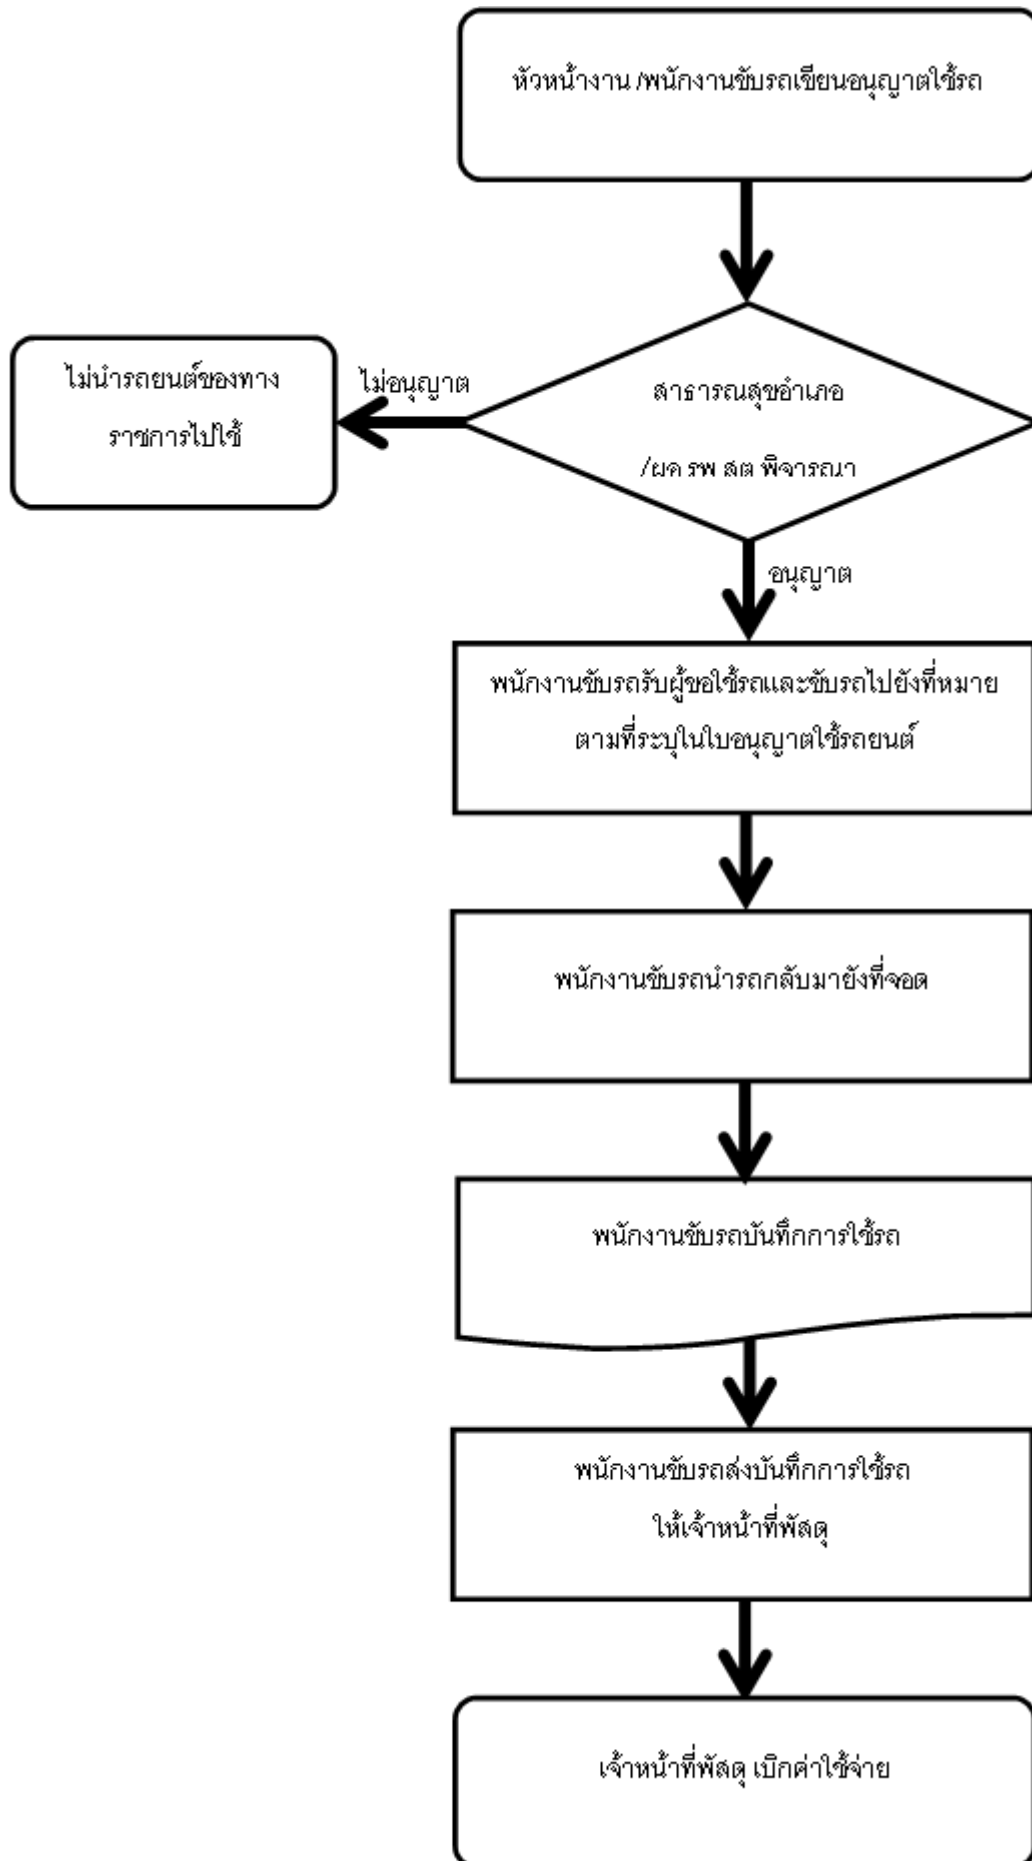 หัวหน้างาน /พนักงานขับรถเขียนอนุญาตใช้รถ
สาธารณสุขอำเภอ
/ผค รพ สต พิจารณา
ไม่อนุญาต
ไม่นำรถยนต์ของทาง
ราชการไปใช้
อนุญาต
พนักงานขับรถรับผู้ขอใช้รถและขับรถไปยังที่หมาย
ตามที่ระบุในใบอนุญาตใช้รถยนต์
พนักงานขับรถนำรถกลับมายังที่จอด
พนักงานขับรถบันทึกการใช้รถ
พนักงานขับรถส่งบันทึกการใช้รถ
ให้เจ้าหน้าที่พัสดุ
เจ้าหน้าที่พัสดุ เบิกค่าใช้จ่าย